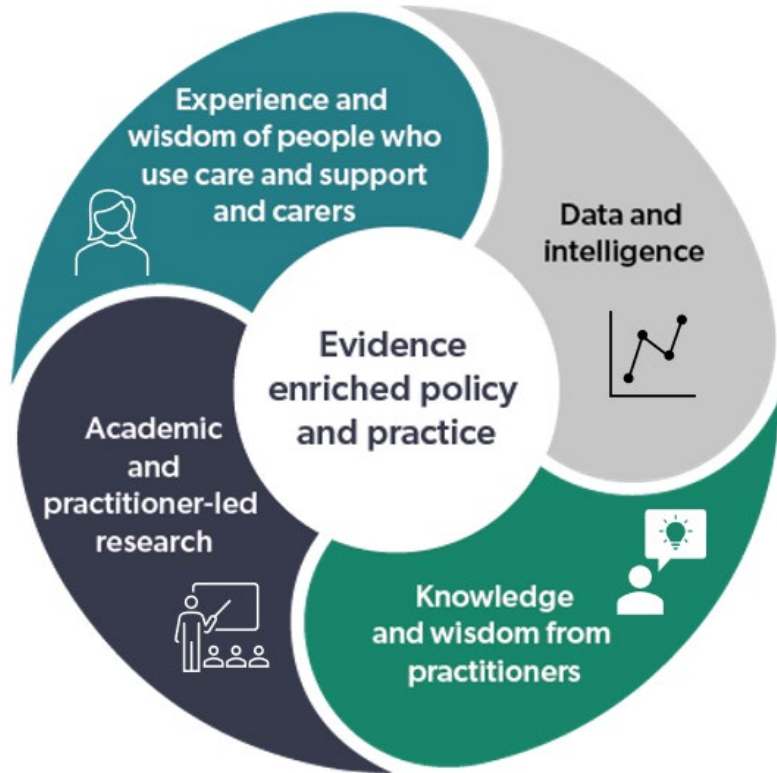 Experience and
wisdom of people who
use care and support
and carers
Data and
intelligence
Evidence
enriched policy
and practice
Academic
and
practitioner-led
research
Knowledge
and wisdom from
practitioners